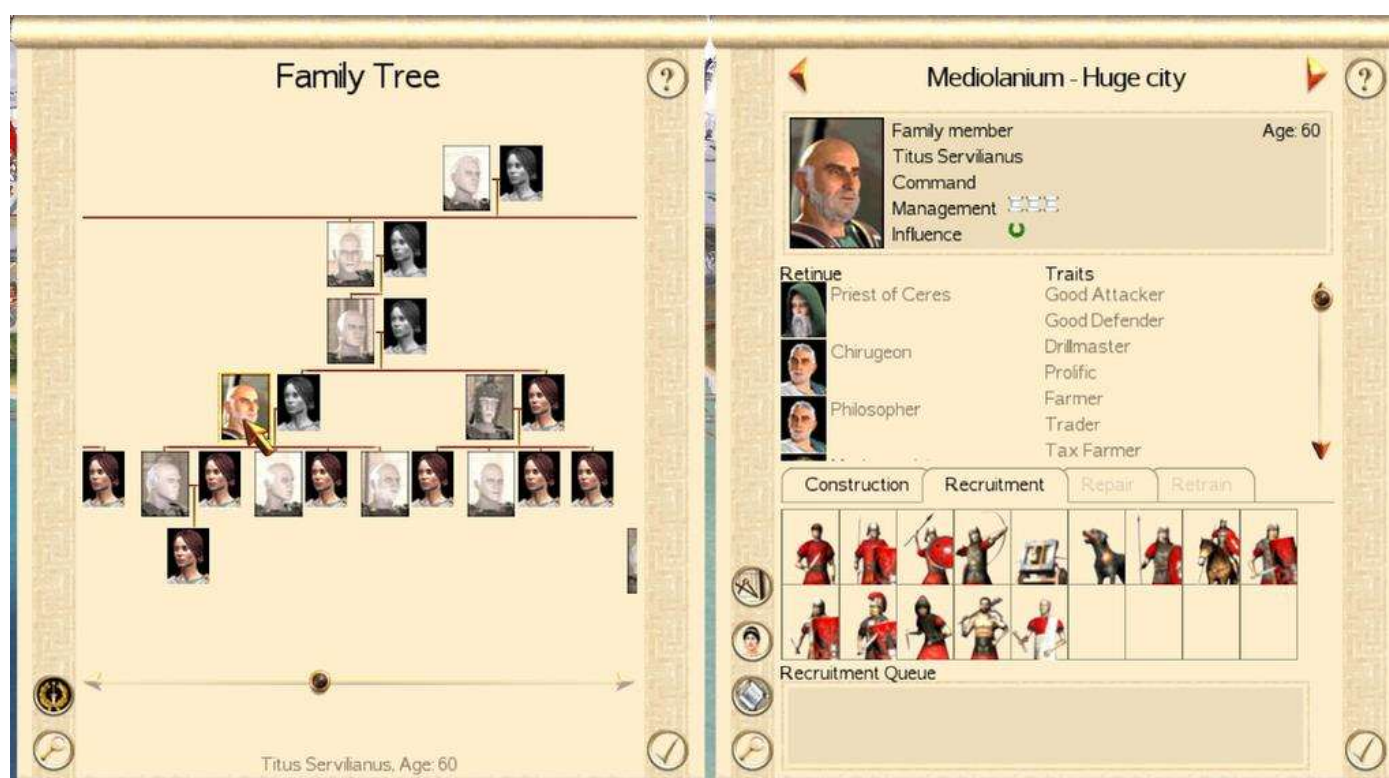 Family Tree
?
Titus Servilianus, Age: 60
Mediolanium - Huge city
?
Family member
Age: 60
Titus Servilianus
Command
Management
Influence
Retinue
Priest of Ceres
Chirugeon
Philosopher
Traits
Good Attacker
Good Defender
Drillmaster
Prolific
Farmer
Trader
Tax Farmer
Construction
Recruitment
Repair
Retrain
Recruitment Queue